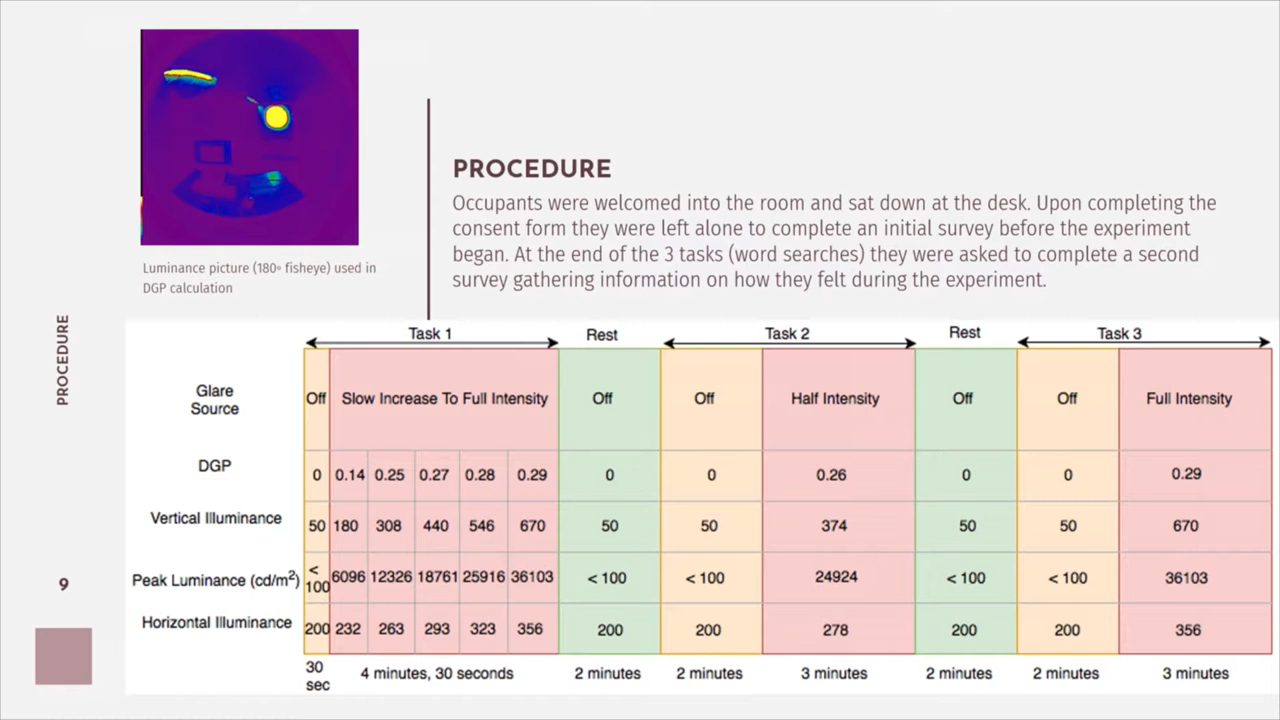 Luminance picture (180º fisheye) used in
DGP calculation
PROCEDURE
Occupants were welcomed into the room and sat down at the desk. Upon completing the
consent form they were left alone to complete an initial survey before the experiment
began. At the end of the 3 tasks (word searches) they were asked to complete a second
survey gathering information on how they felt during the experiment.
PROCEDURE
9
Task 1 Rest Task 2 Rest Task 3
Glare
Source
Off Slow Increase To Full Intensity Off Off Half Intensity Off Off Full Intensity
DGP 0 0.14 0.25 0.27 0.28 0.29 0 0 0.26 0 0 0.29
Vertical Illuminance 50 180 308 440 546 670 50 50 374 50 50 670
Peak Luminance (cd/m²) < 100 6096 12326 18761 25916 36103 < 100 < 100 24924 < 100 < 100 36103
Horizontal Illuminance 200 232 263 293 323 356 200 200 278 200 200 356
30 sec 4 minutes, 30 seconds 2 minutes 2 minutes 3 minutes 2 minutes 2 minutes 3 minutes